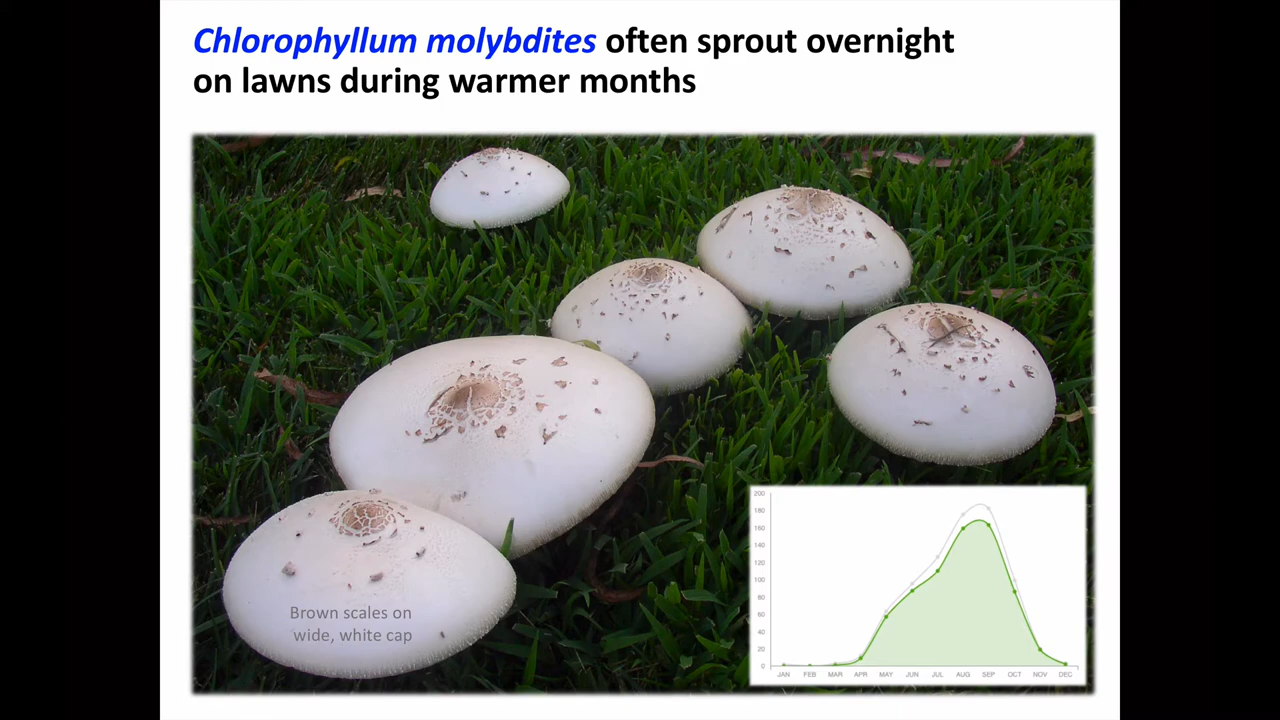 Chlorophyllum molybdites often sprout overnight
on lawns during warmer months
Brown scales on
wide, white cap
200
180
160
140
120
100
80
60
40
20
0
JAN FEB MAR APR MAY JUN JUL AUG SEP OCT NOV DEC